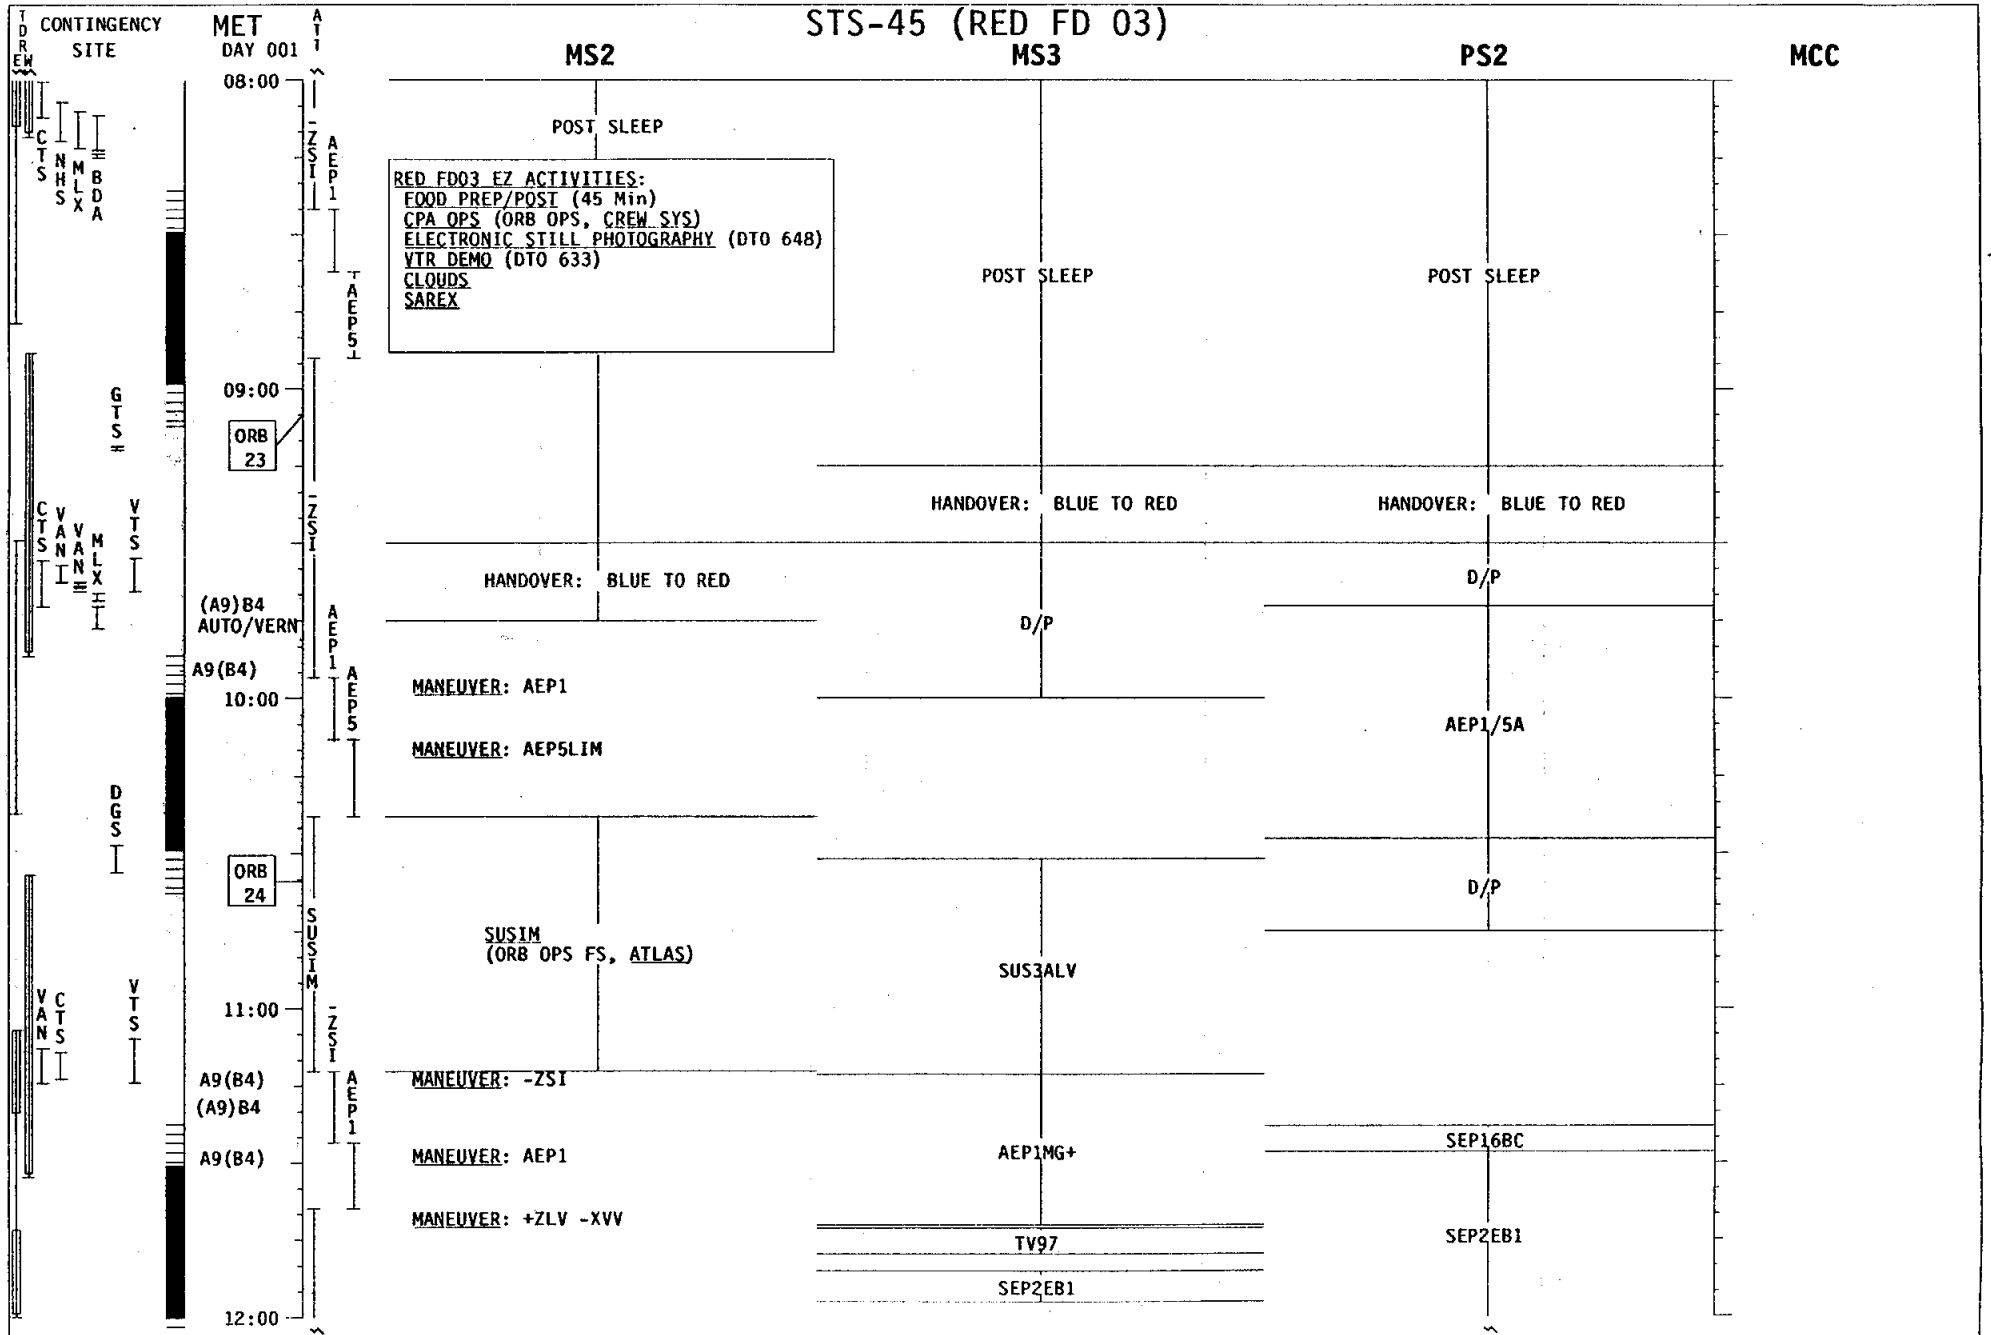 STS-45 (RED FD 03)
TDRE W
CONTINGENCY
SITE
MET
DAY 001
ATT
MS2
MS3
PS2
MCC
08:00
CTS
NHS
MLX
BDA
-ZSI
AEP1
AEP5
POST SLEEP
RED FD03 EZ ACTIVITIES:
FOOD PREP/POST (45 Min)
CPA OPS (ORB OPS, CREW SYS)
ELECTRONIC STILL PHOTOGRAPHY (DTO 648)
VTR DEMO (DTO 633)
CLOUDS
SAREX
POST SLEEP
POST SLEEP
09:00
GTS
ORB
23
CTS
VAN
VAN
MLX
VTS
-ZSI
HANDOVER: BLUE TO RED
HANDOVER: BLUE TO RED
HANDOVER: BLUE TO RED
D/P
D/P
(A9)B4
AUTO/VERN
AEP1
A9(B4)
AEP5
MANEUVER: AEP1
10:00
AEP1/5A
MANEUVER: AEP5LIM
DGS
ORB
24
D/P
SUSIM
SUSIM
(ORB OPS FS, ATLAS)
SUS3ALV
VAN
CTS
VTS
11:00
-ZSI
A9(B4)
MANEUVER: -ZSI
(A9)B4
AEP1
SEP16BC
A9(B4)
MANEUVER: AEP1
AEP1MG+
MANEUVER: +ZLV -XVV
TV97
SEP2EB1
SEP2EB1
12:00